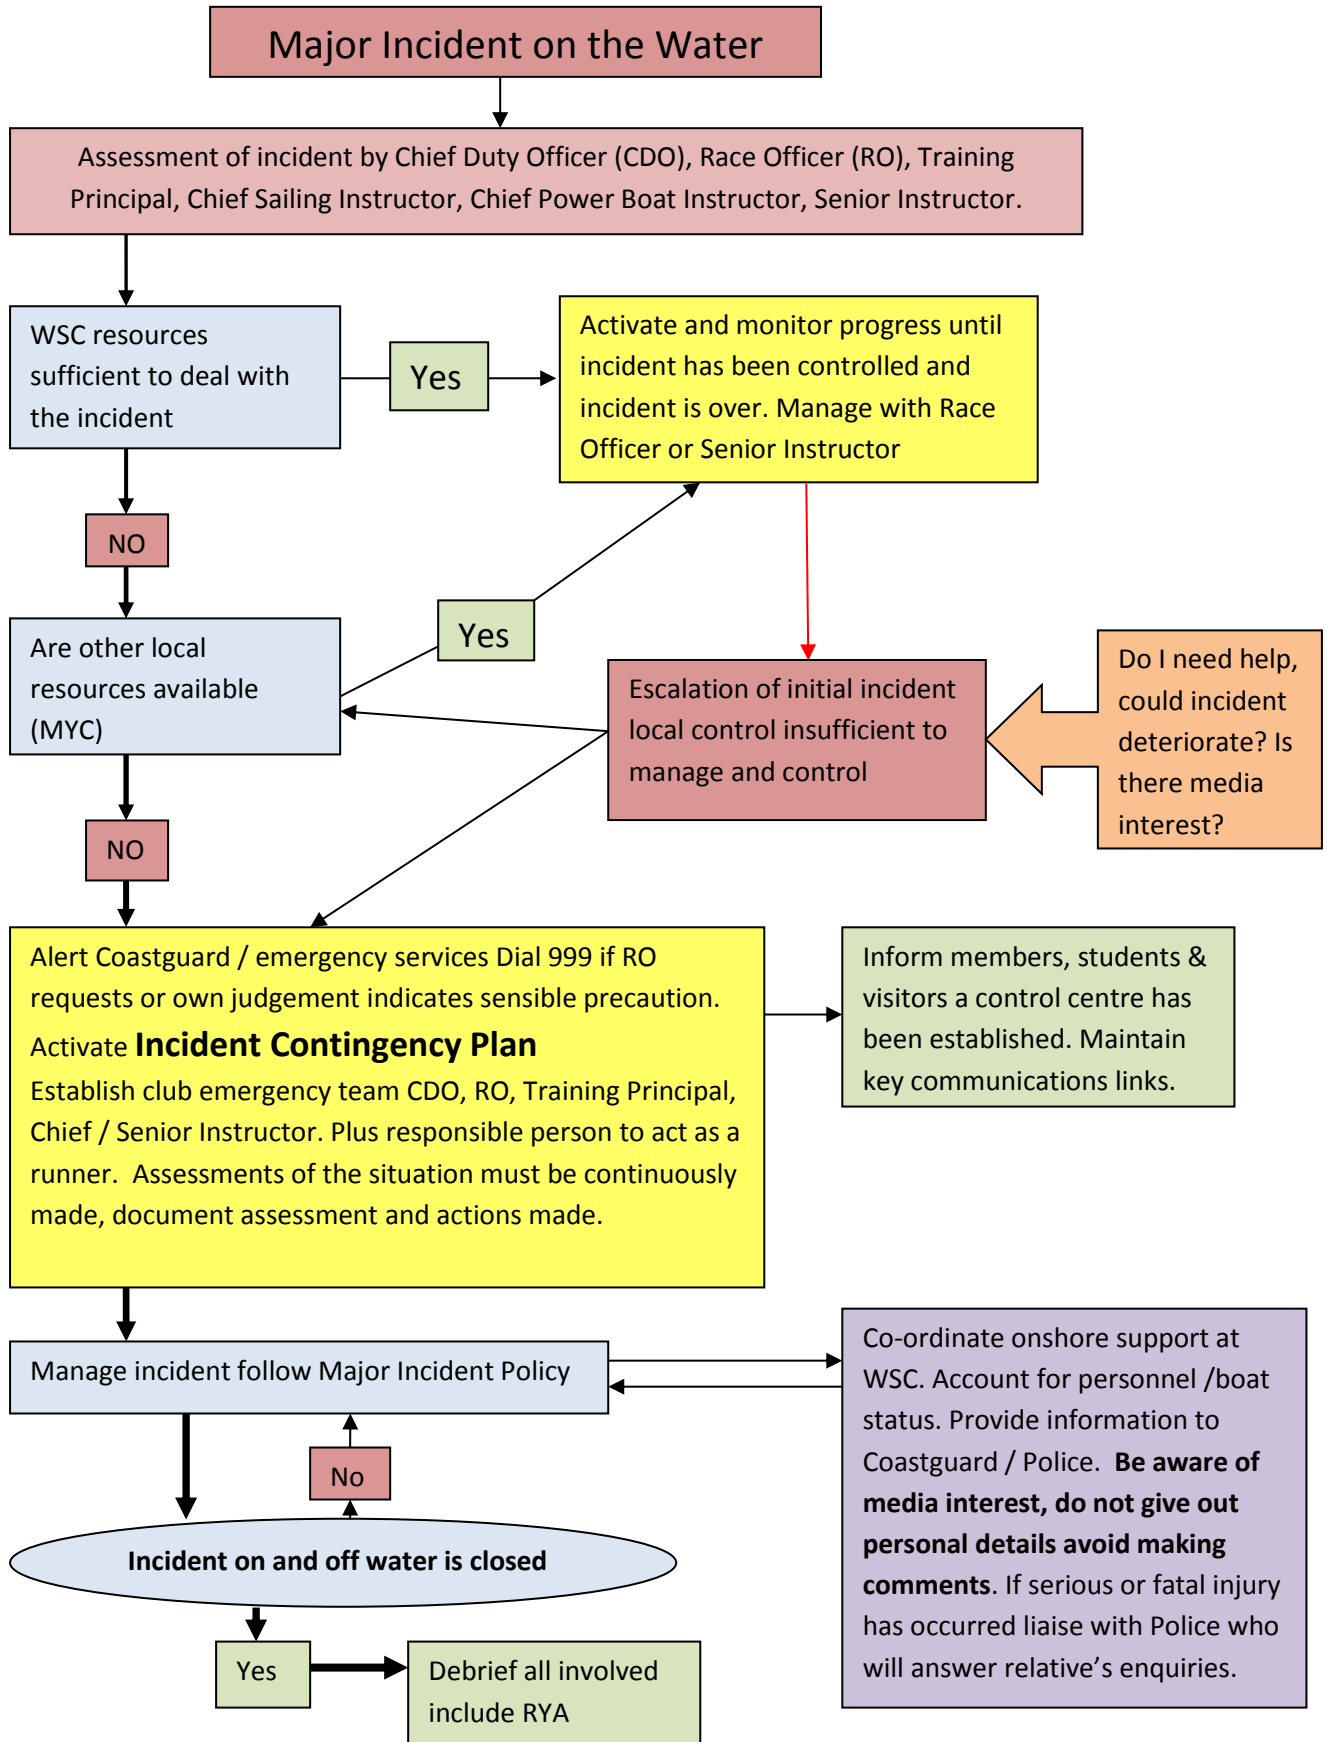 Major Incident on the Water
Assessment of incident by Chief Duty Officer (CDO), Race Officer (RO), Training
Principal, Chief Sailing Instructor, Chief Power Boat Instructor, Senior Instructor.
WSC resources
sufficient to deal with
the incident
Yes
Activate and monitor progress until
incident has been controlled and
incident is over. Manage with Race
Officer or Senior Instructor
NO
Are other local
resources available
(MYC)
Yes
Escalation of initial incident
local control insufficient to
manage and control
Do I need help,
could incident
deteriorate? Is
there media
interest?
NO
Alert Coastguard / emergency services Dial 999 if RO
requests or own judgement indicates sensible precaution.
Activate Incident Contingency Plan
Establish club emergency team CDO, RO, Training Principal,
Chief / Senior Instructor. Plus responsible person to act as a
runner.  Assessments of the situation must be continuously
made, document assessment and actions made.
Inform members, students &
visitors a control centre has
been established. Maintain
key communications links.
Manage incident follow Major Incident Policy
Co-ordinate onshore support at
WSC. Account for personnel /boat
status. Provide information to
Coastguard / Police.  Be aware of
media interest, do not give out
personal details avoid making
comments. If serious or fatal injury
has occurred liaise with Police who
will answer relative's enquiries.
No
Incident on and off water is closed
Yes
Debrief all involved
include RYA